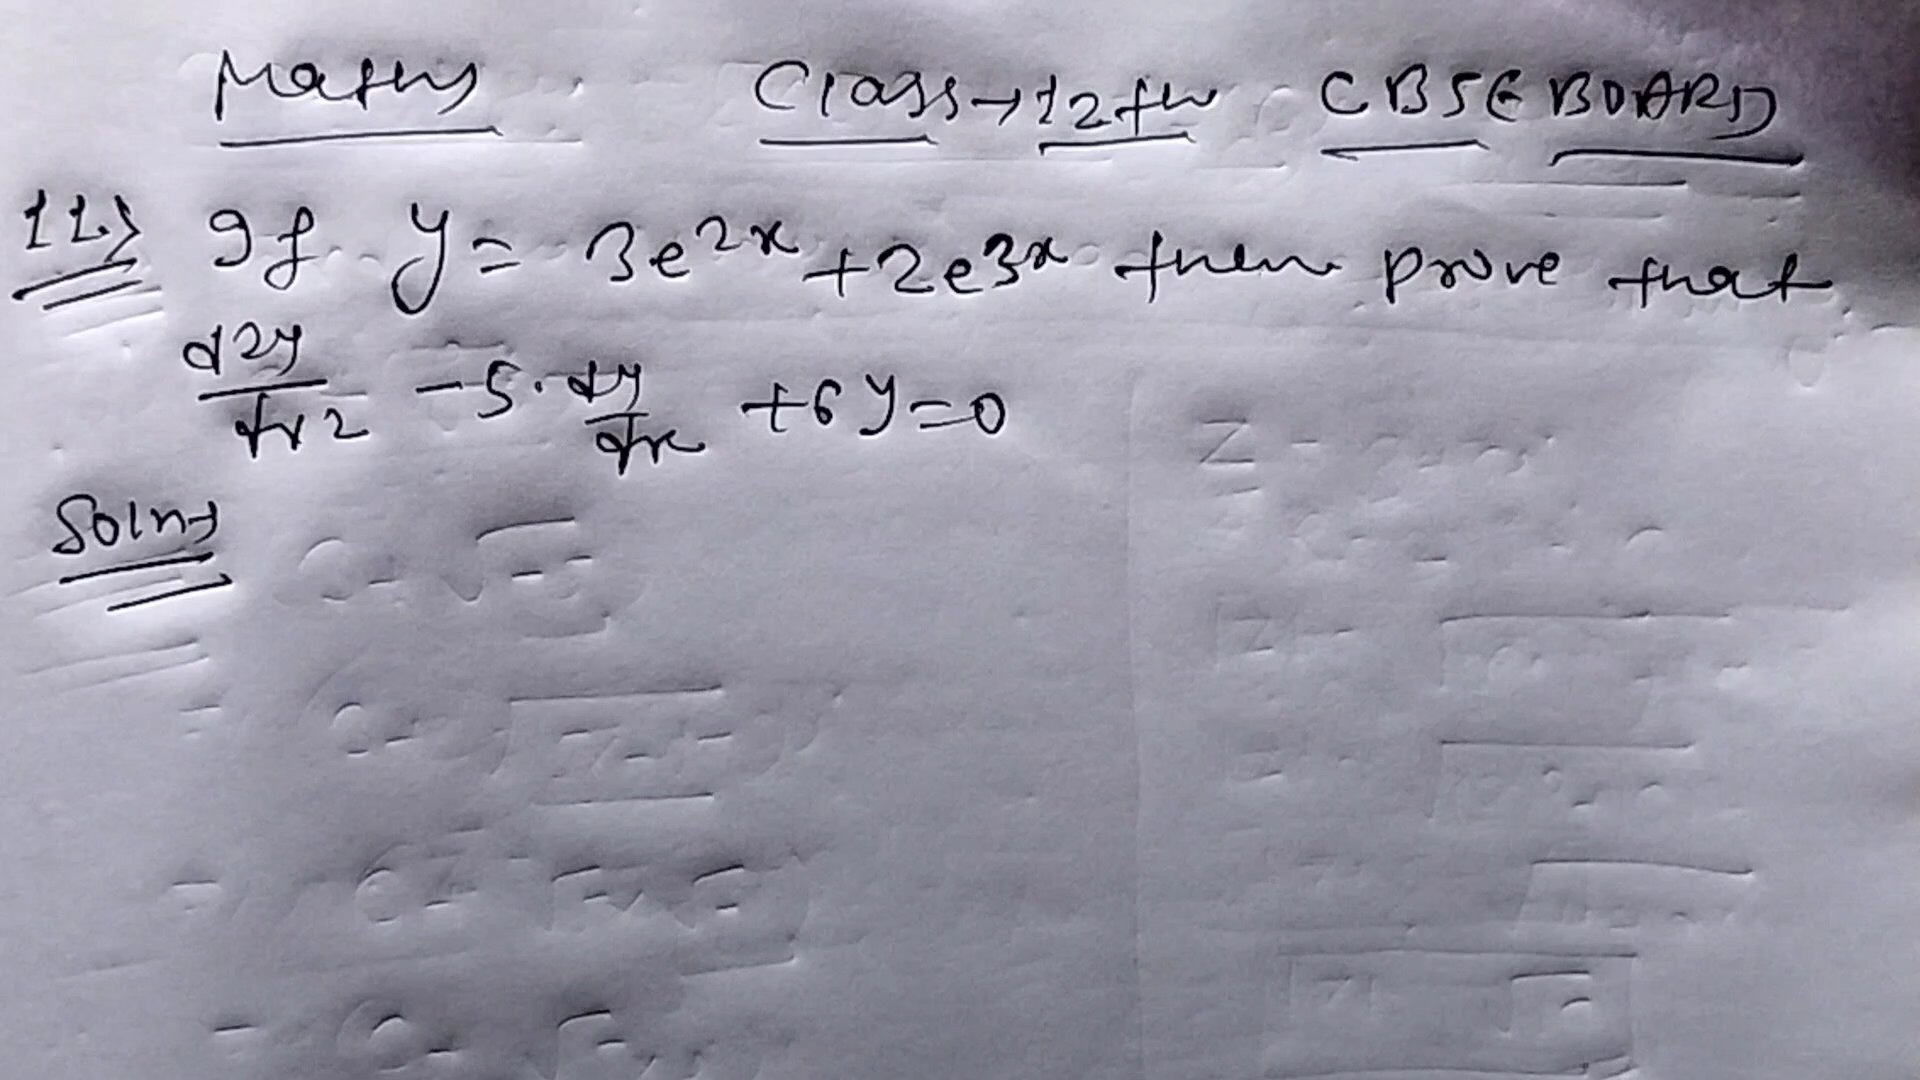 Maths Class→12th CBSE BOARD
11> If y = 3e^2x + 2e^3x then prove that
d2y/dx2 - 5. dy/dx + 6y = 0
Soln→